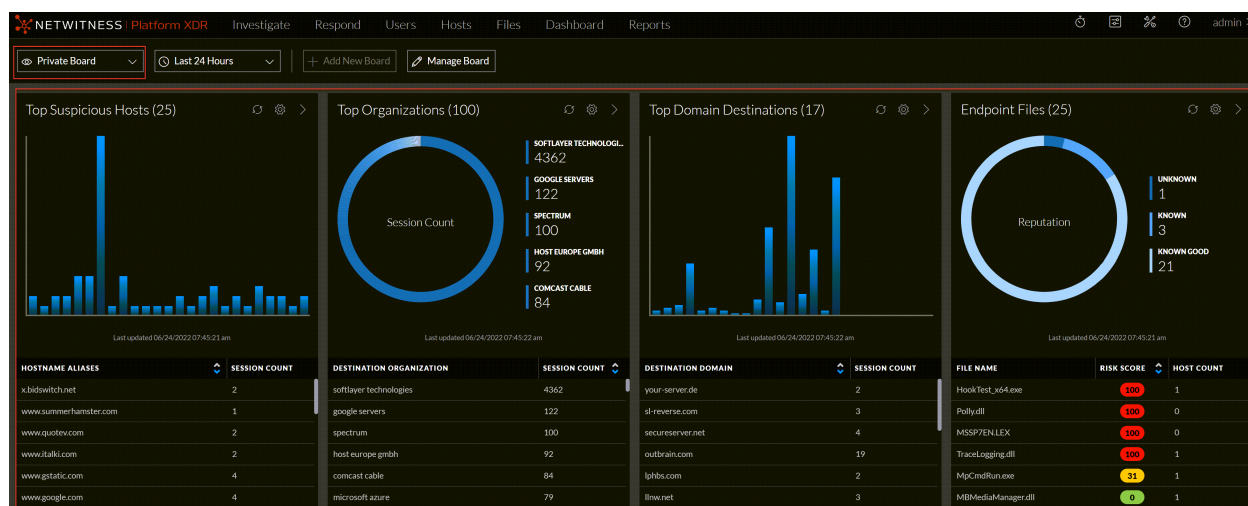 NETWITNESS Platform XDR Investigate Respond Users Hosts Files Dashboard Reports admin
Private Board Last 24 Hours + Add New Board Manage Board
Top Suspicious Hosts (25)
Last updated 06/24/2022 07:45:21 am
HOSTNAME ALIASES SESSION COUNT
x.bidswitch.net 2
www.summerhamster.com 1
www.quotev.com 2
www.italki.com 2
www.gstatic.com 4
www.google.com 4
Top Organizations (100)
Session Count
SOFTLAYER TECHNOLOGI...
4362
GOOGLE SERVERS
122
SPECTRUM
100
HOST EUROPE GMBH
92
COMCAST CABLE
84
Last updated 06/24/2022 07:45:22 am
DESTINATION ORGANIZATION SESSION COUNT
softlayer technologies 4362
google servers 122
spectrum 100
host europe gmbh 92
comcast cable 84
microsoft azure 79
Top Domain Destinations (17)
Last updated 06/24/2022 07:45:22 am
DESTINATION DOMAIN SESSION COUNT
your-server.de 2
sl-reverse.com 3
secureserver.net 4
outbrain.com 19
lphbs.com 2
llnw.net 3
Endpoint Files (25)
Reputation
UNKNOWN
1
KNOWN
3
KNOWN GOOD
21
Last updated 06/24/2022 07:45:21 am
FILE NAME RISK SCORE HOST COUNT
HookTest_x64.exe 100 1
Polly.dll 100 0
MSSP7EN.LEX 100 0
TraceLogging.dll 100 1
MpCmdRun.exe 31 1
MBMediaManager.dll 0 1